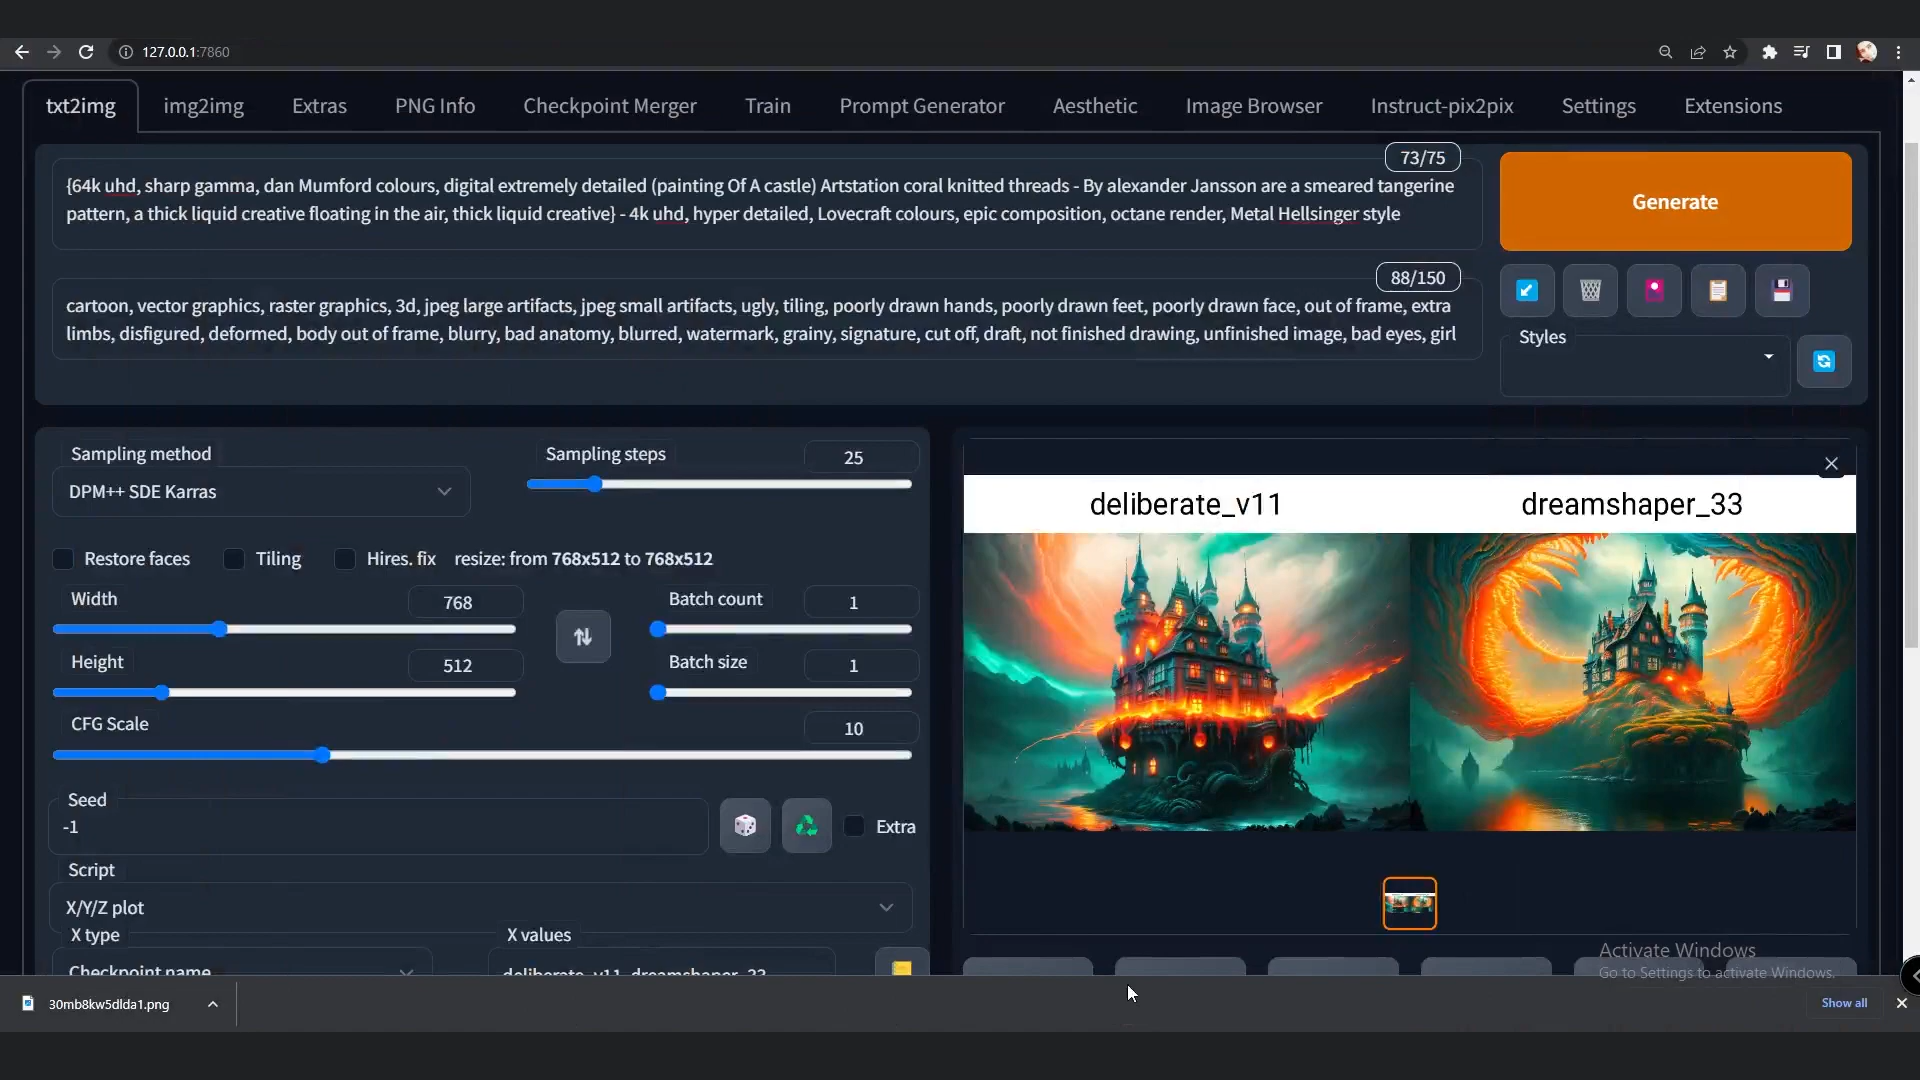 127.0.0.1:7860
txt2img img2img Extras PNG Info Checkpoint Merger Train Prompt Generator Aesthetic Image Browser Instruct-pix2pix Settings Extensions
73/75
{64k uhd, sharp gamma, dan Mumford colours, digital extremely detailed (painting Of A castle) Artstation coral knitted threads - By alexander Jansson are a smeared tangerine
pattern, a thick liquid creative floating in the air, thick liquid creative} - 4k uhd, hyper detailed, Lovecraft colours, epic composition, octane render, Metal Hellsinger style
Generate
88/150
cartoon, vector graphics, raster graphics, 3d, jpeg large artifacts, jpeg small artifacts, ugly, tiling, poorly drawn hands, poorly drawn feet, poorly drawn face, out of frame, extra
limbs, disfigured, deformed, body out of frame, blurry, bad anatomy, blurred, watermark, grainy, signature, cut off, draft, not finished drawing, unfinished image, bad eyes, girl
Styles
Sampling method
DPM++ SDE Karras
Sampling steps
25
Restore faces Tiling Hires. fix resize: from 768x512 to 768x512
Width
768
Batch count
1
Height
512
Batch size
1
CFG Scale
10
Seed
-1
Extra
Script
X/Y/Z plot
X type
Checkpoint name
X values
deliberate_v11, dreamshaper_33
deliberate_v11 dreamshaper_33
Activate Windows
Go to Settings to activate Windows.
30mb8kw5dlda1.png
Show all